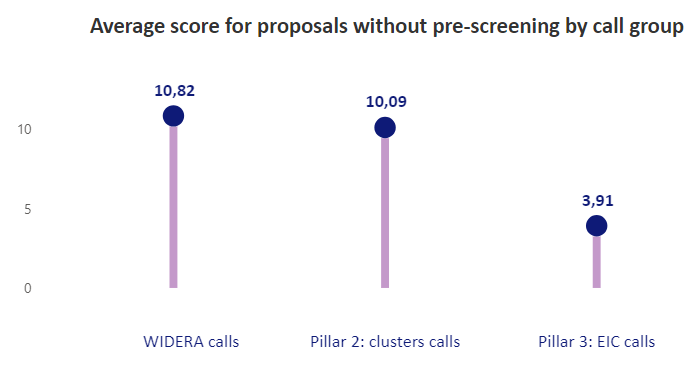 Average score for proposals without pre-screening by call group
10,82
10,09
3,91
10
5
0
WIDERA calls
Pillar 2: clusters calls
Pillar 3: EIC calls